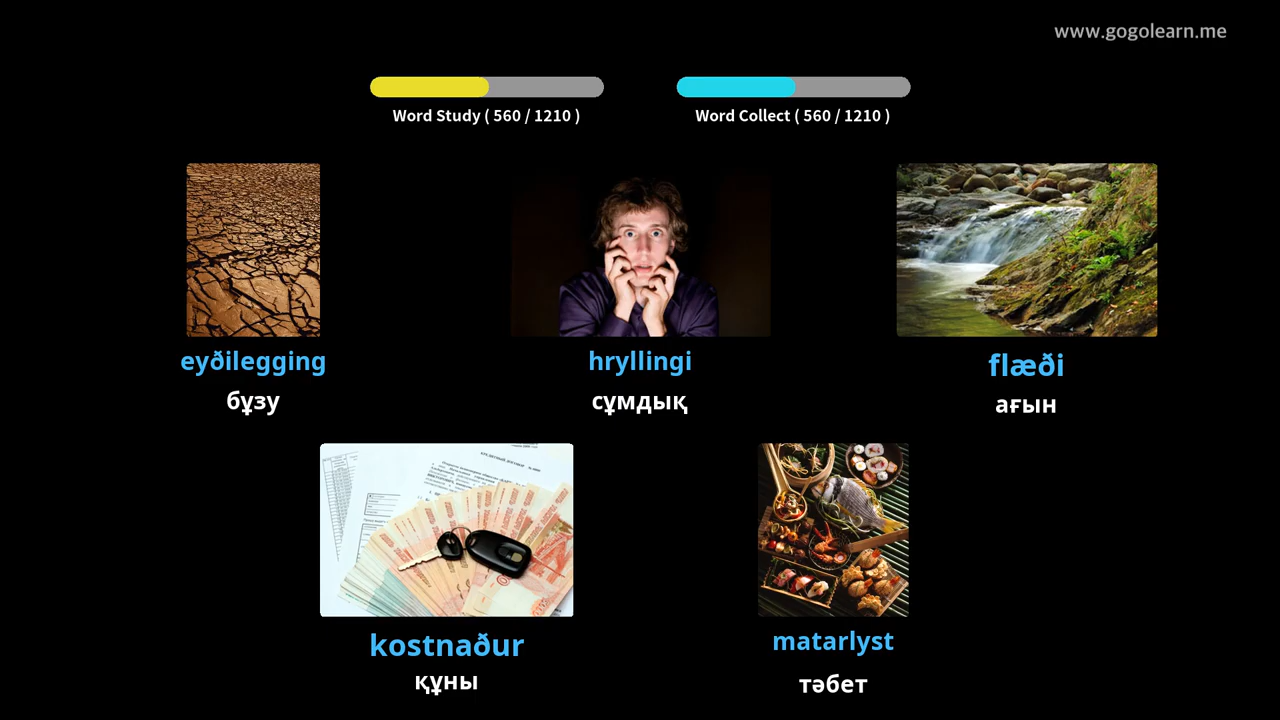 www.gogolearn.me
Word Study ( 560 / 1210 )
Word Collect ( 560 / 1210 )
eyðilegging
бұзу
hryllingi
сұмдық
flæði
ағын
kostnaður
құны
matarlyst
тәбет